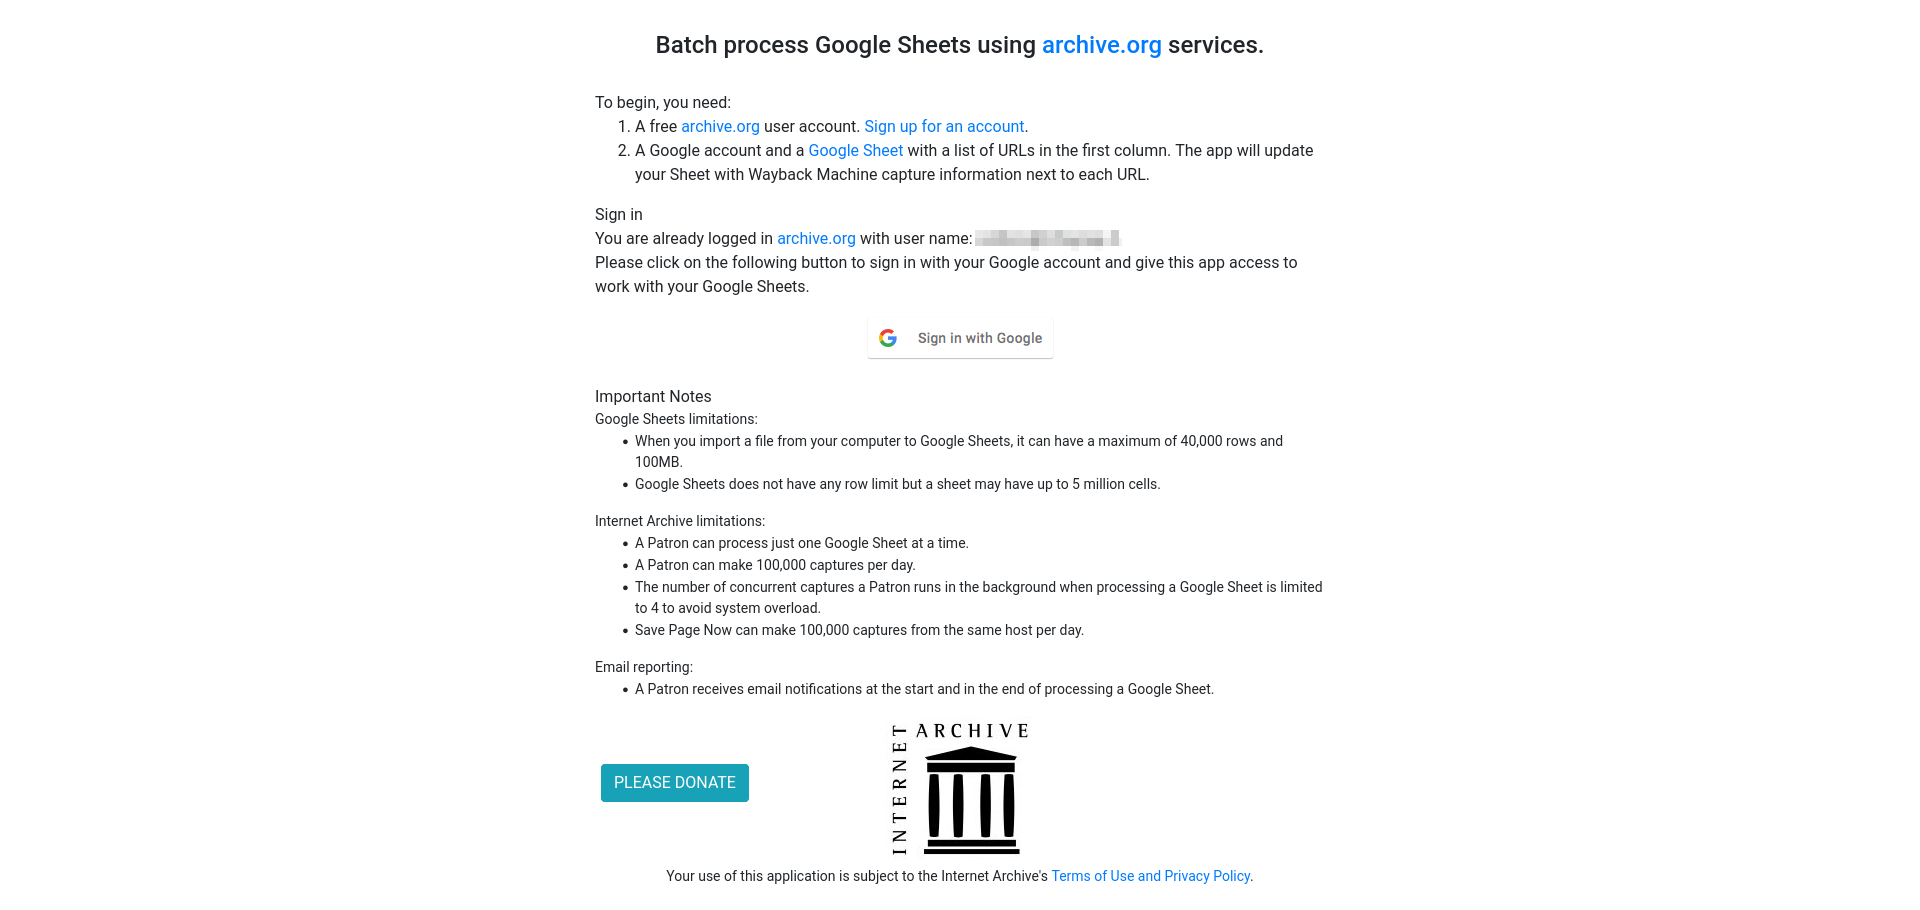 Batch process Google Sheets using archive.org services.
To begin, you need:
1. A free archive.org user account. Sign up for an account.
2. A Google account and a Google Sheet with a list of URLs in the first column. The app will update
your Sheet with Wayback Machine capture information next to each URL.
Sign in
You are already logged in archive.org with user name:
Please click on the following button to sign in with your Google account and give this app access to
work with your Google Sheets.
Sign in with Google
Important Notes
Google Sheets limitations:
• When you import a file from your computer to Google Sheets, it can have a maximum of 40,000 rows and
100MB.
• Google Sheets does not have any row limit but a sheet may have up to 5 million cells.
Internet Archive limitations:
• A Patron can process just one Google Sheet at a time.
• A Patron can make 100,000 captures per day.
• The number of concurrent captures a Patron runs in the background when processing a Google Sheet is limited
to 4 to avoid system overload.
• Save Page Now can make 100,000 captures from the same host per day.
Email reporting:
• A Patron receives email notifications at the start and in the end of processing a Google Sheet.
PLEASE DONATE
INTERNET
ARCHIVE
Your use of this application is subject to the Internet Archive's Terms of Use and Privacy Policy.